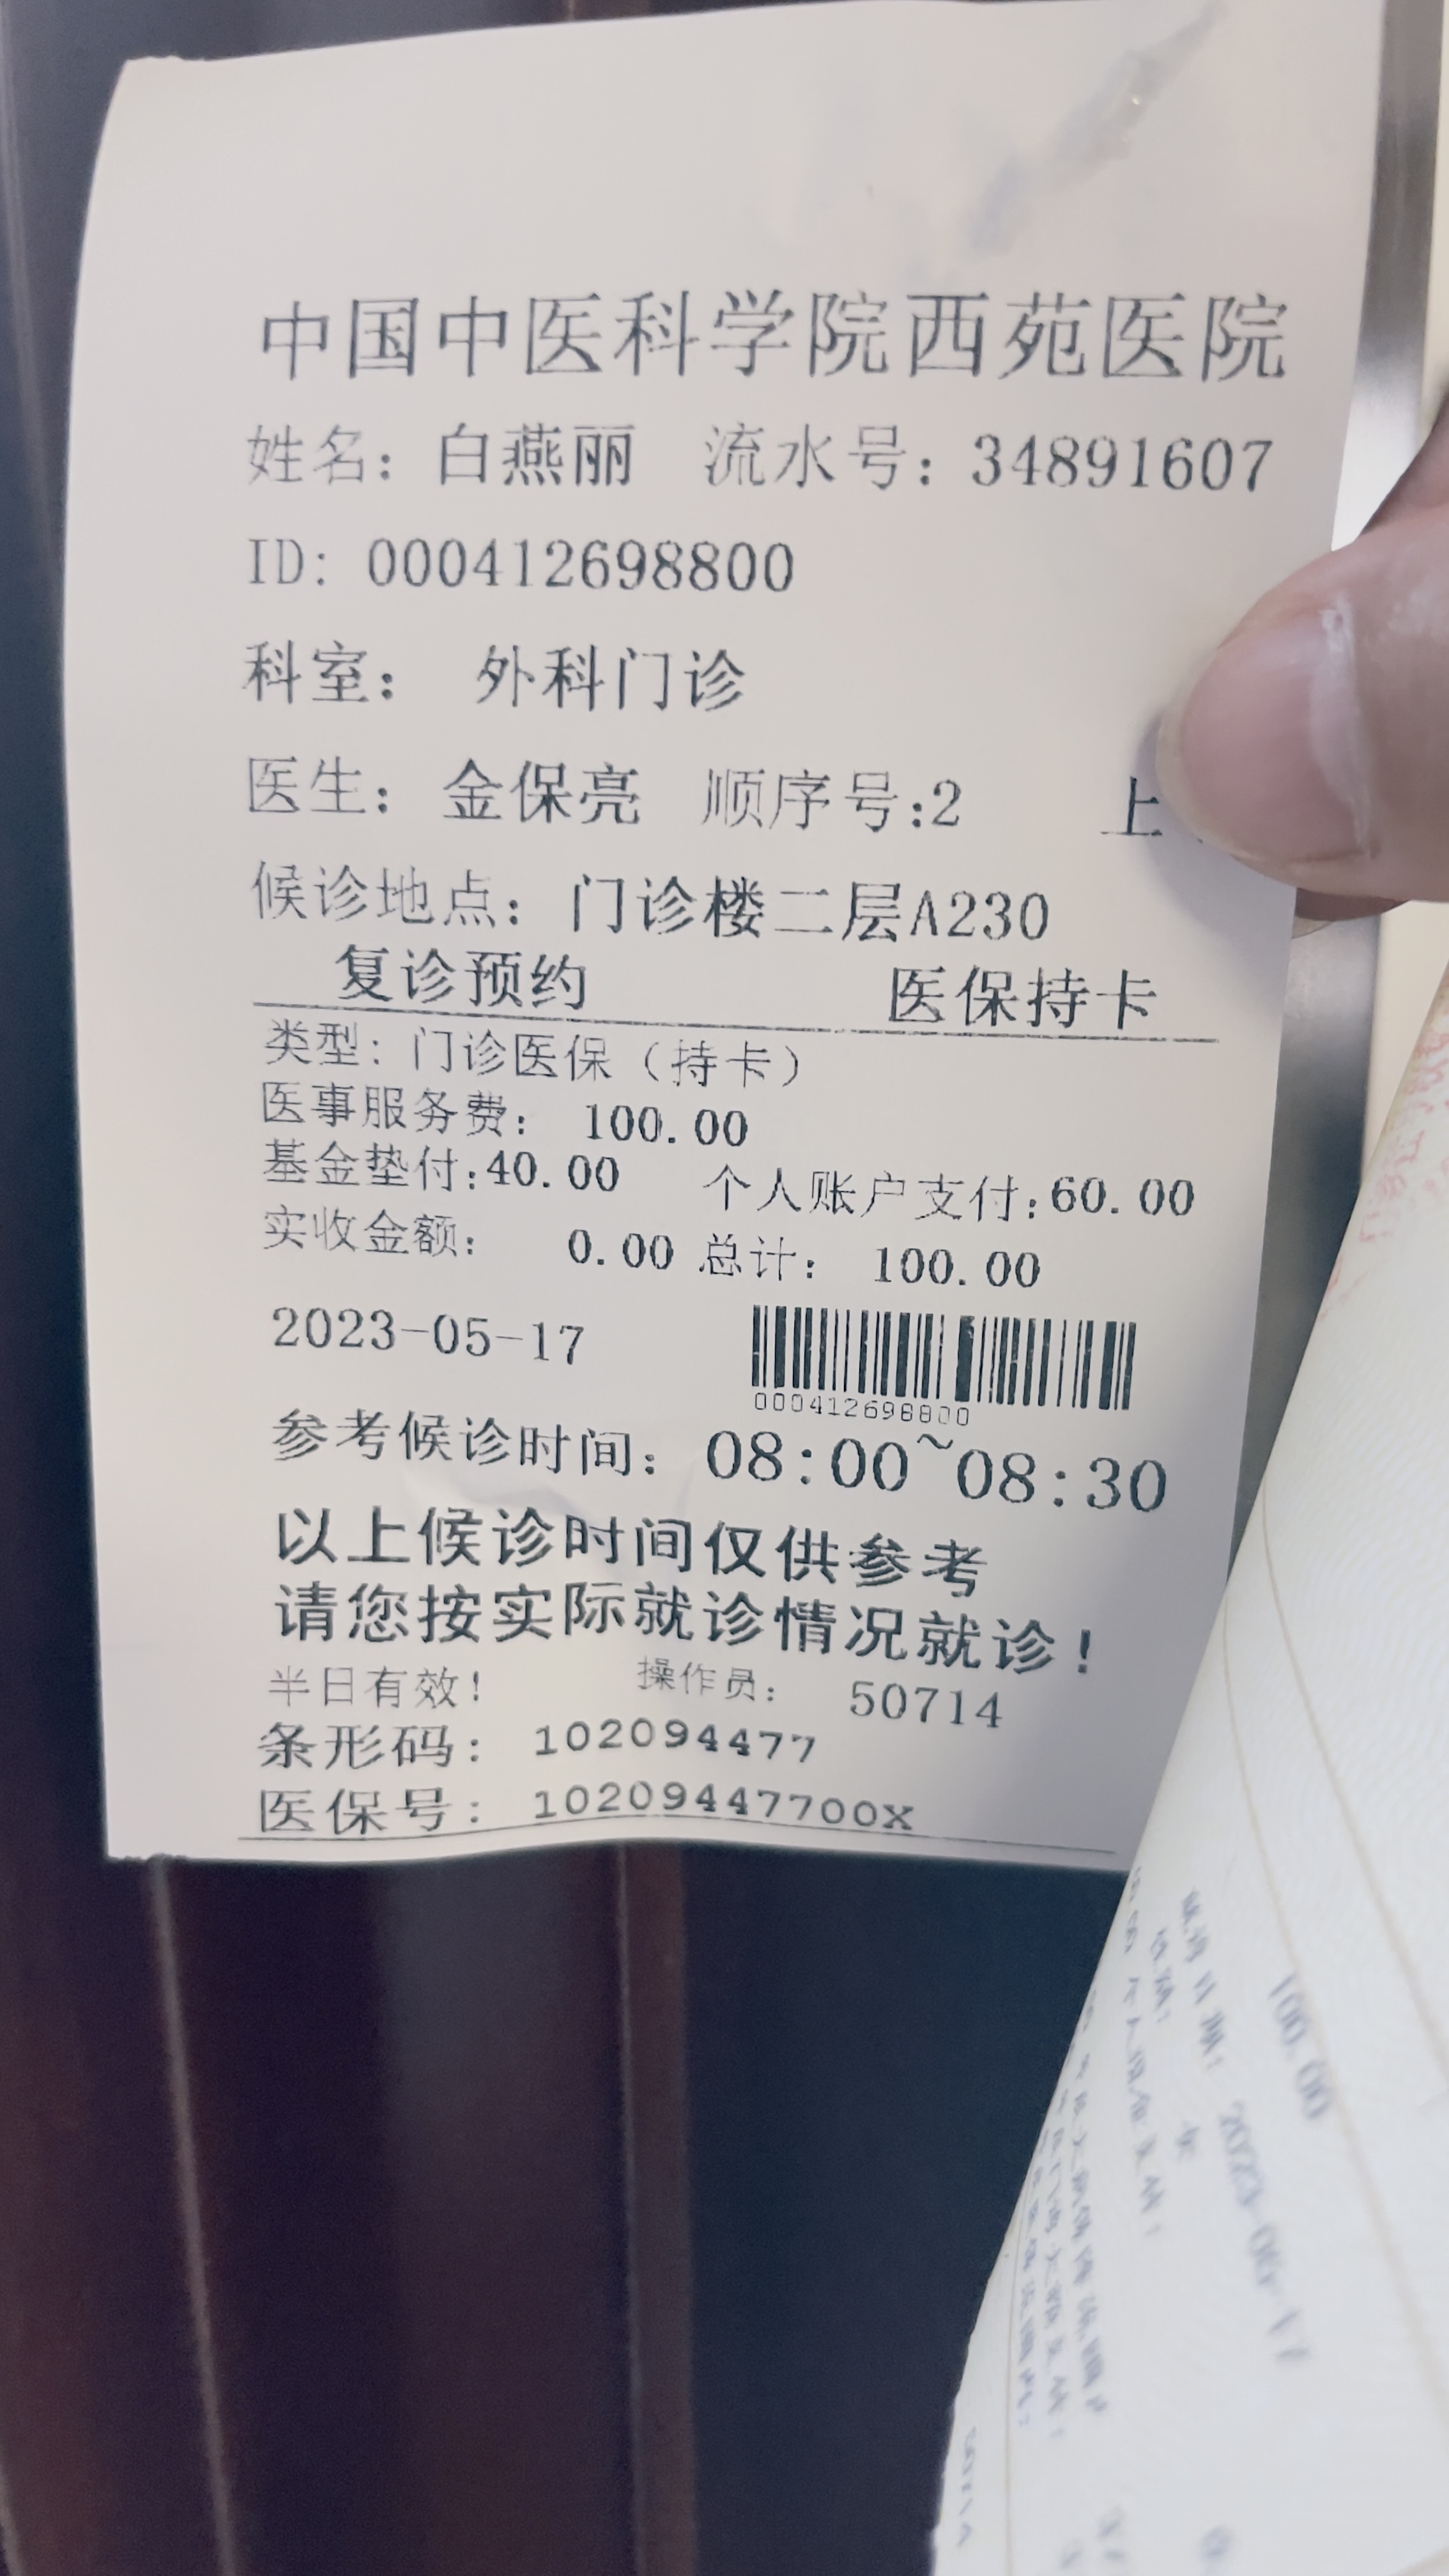 中国中医科学院西苑医院
姓名：白燕丽 流水号：34891607
ID: 000412698800
科室： 外科门诊
医生：金保亮 顺序号:2 上
候诊地点：门诊楼二层A230
复诊预约 医保持卡
类型：门诊医保（持卡）
医事服务费： 100.00
基金垫付:40.00 个人账户支付:60.00
实收金额： 0.00 总计： 100.00
2023-05-17
000412698800
参考候诊时间：08:00~08:30
以上候诊时间仅供参考
请您按实际就诊情况就诊！
半日有效！ 操作员： 50714
条形码： 102094477
医保号： 10209447700X
100.00